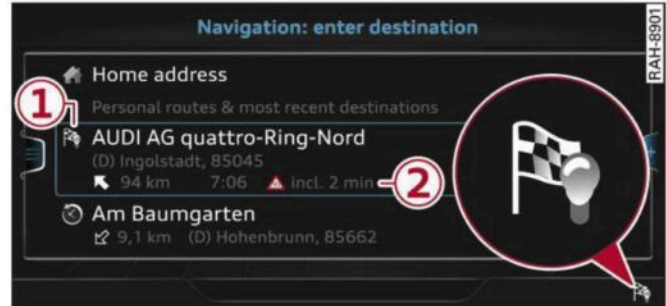 Navigation: enter destination
RAH-8901
Home address
Personal routes & most recent destinations
1
AUDI AG quattro-Ring-Nord
(D) Ingolstadt, 85045
94 km 7:06 incl. 2 min
2
Am Baumgarten
9,1 km (D) Hohenbrunn, 85662